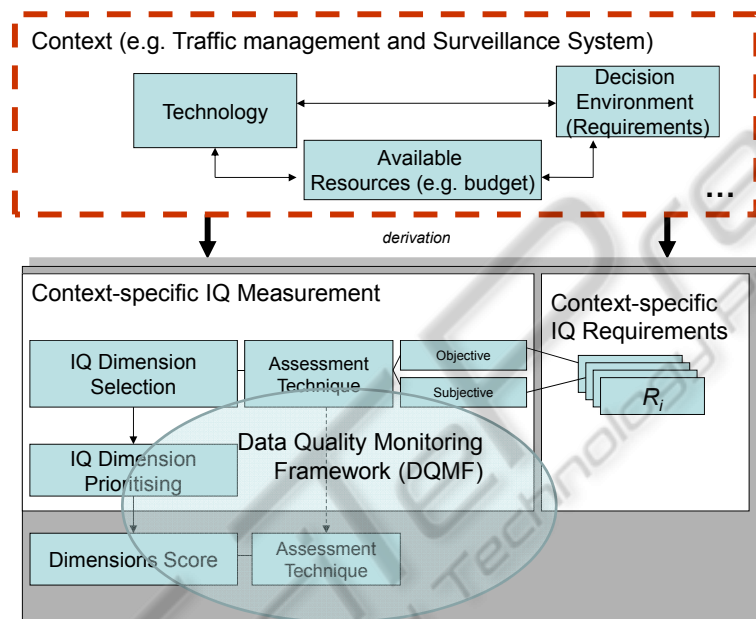 Context (e.g. Traffic management and Surveillance System)
Technology
Decision
Environment
(Requirements)
Available
Resources (e.g. budget)
...
derivation
Context-specific IQ Measurement
Context-specific
IQ Requirements
IQ Dimension
Selection
Assessment
Technique
Objective
Subjective
R_i
Data Quality Monitoring
Framework (DQMF)
IQ Dimension
Prioritising
Dimensions Score
Assessment
Technique